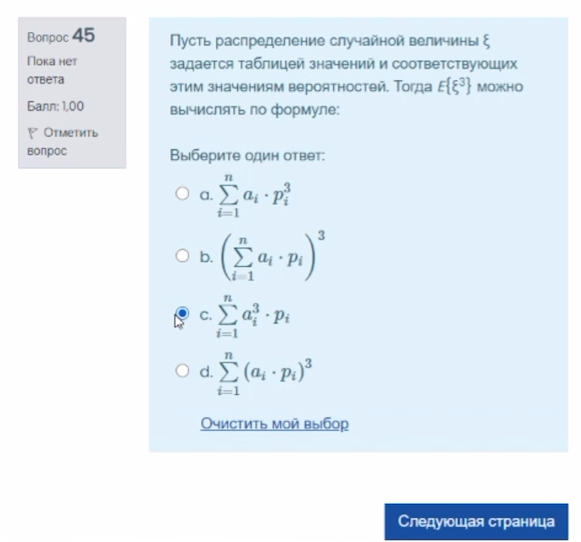 Вопрос 45
Пока нет
ответа
Балл: 1,00
Отметить
вопрос
Пусть распределение случайной величины ξ
задается таблицей значений и соответствующих
этим значениям вероятностей. Тогда E{ξ³} можно
вычислять по формуле:
Выберите один ответ:
a. \sum_{i=1}^{n} a_i \cdot p_i^3
b. \left( \sum_{i=1}^{n} a_i \cdot p_i \right)^3
c. \sum_{i=1}^{n} a_i^3 \cdot p_i
d. \sum_{i=1}^{n} (a_i \cdot p_i)^3
Очистить мой выбор
Следующая страница